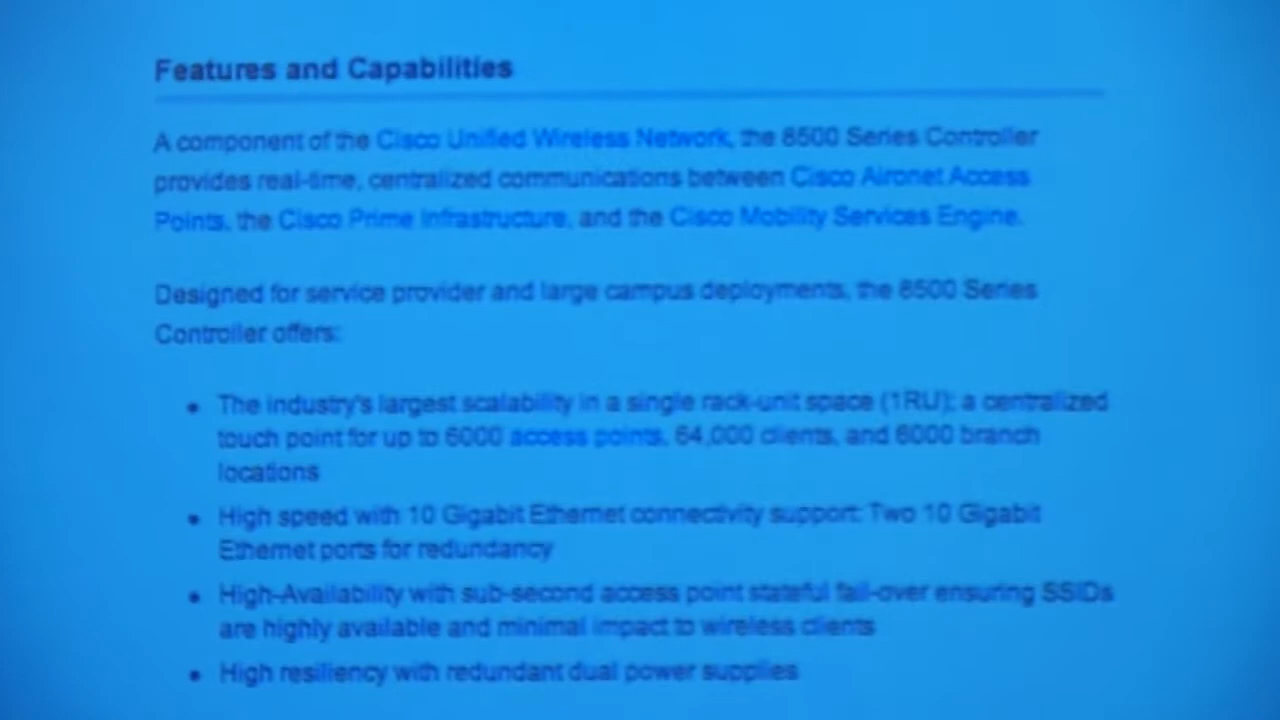 Features and Capabilities
A component of the Cisco Unified Wireless Network, the 8500 Series Controller
provides real-time, centralized communications between Cisco Aironet Access
Points, the Cisco Prime Infrastructure, and the Cisco Mobility Services Engine.
Designed for service provider and large campus deployments, the 8500 Series
Controller offers:
• The industry's largest scalability in a single rack-unit space (1RU); a centralized
touch point for up to 6000 access points, 64,000 clients, and 6000 branch
locations
• High speed with 10 Gigabit Ethernet connectivity support: Two 10 Gigabit
Ethernet ports for redundancy
• High-Availability with sub-second access point stateful fail-over ensuring SSIDs
are highly available and minimal impact to wireless clients
• High resiliency with redundant dual power supplies